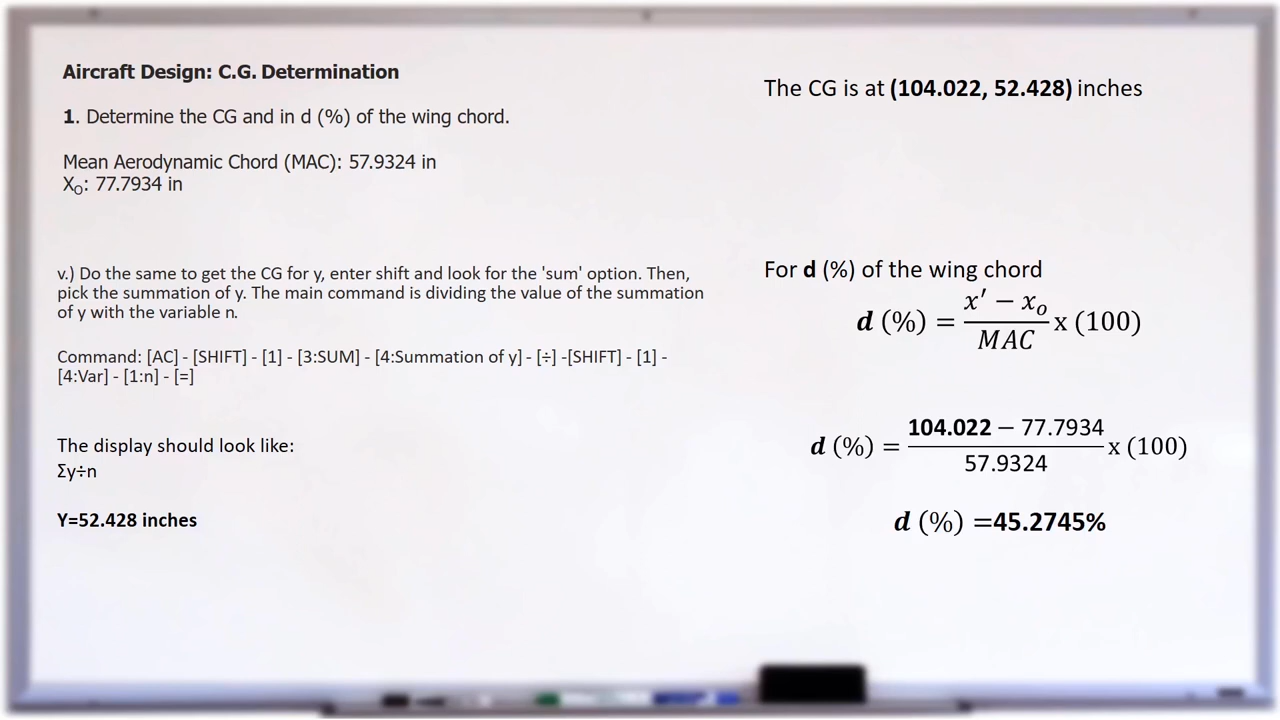 Aircraft Design: C.G. Determination
1. Determine the CG and in d (%) of the wing chord.
Mean Aerodynamic Chord (MAC): 57.9324 in
X₀: 77.7934 in
v.) Do the same to get the CG for y, enter shift and look for the 'sum' option. Then,
pick the summation of y. The main command is dividing the value of the summation
of y with the variable n.
Command: [AC] - [SHIFT] - [1] - [3:SUM] - [4:Summation of y] - [÷] -[SHIFT] - [1] -
[4:Var] - [1:n] - [=]
The display should look like:
Σy÷n
Y=52.428 inches
The CG is at (104.022, 52.428) inches
For d (%) of the wing chord
d (%) = (x′ − xₒ)/MAC x (100)
d (%) = (104.022 − 77.7934)/57.9324 x (100)
d (%) =45.2745%